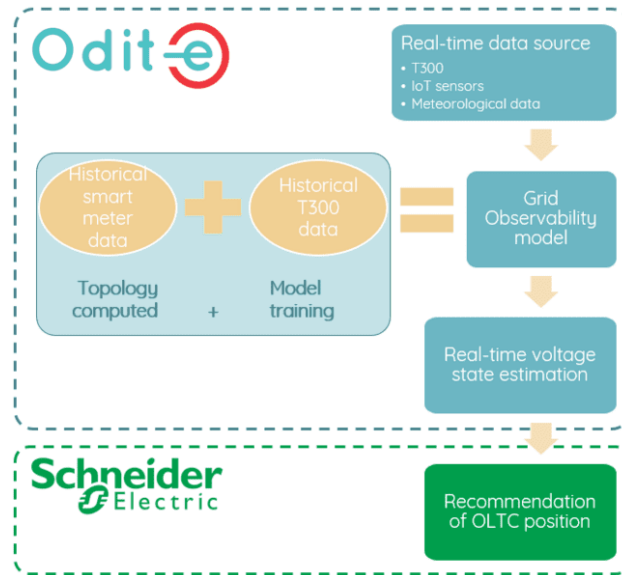 Odit-e
Real-time data source
• T300
• IoT sensors
• Meteorological data
Historical
smart
meter
data
Historical
T300
data
Grid
Observability
model
Topology
computed
+
Model
training
Real-time voltage
state estimation
Schneider
Electric
Recommendation
of OLTC position